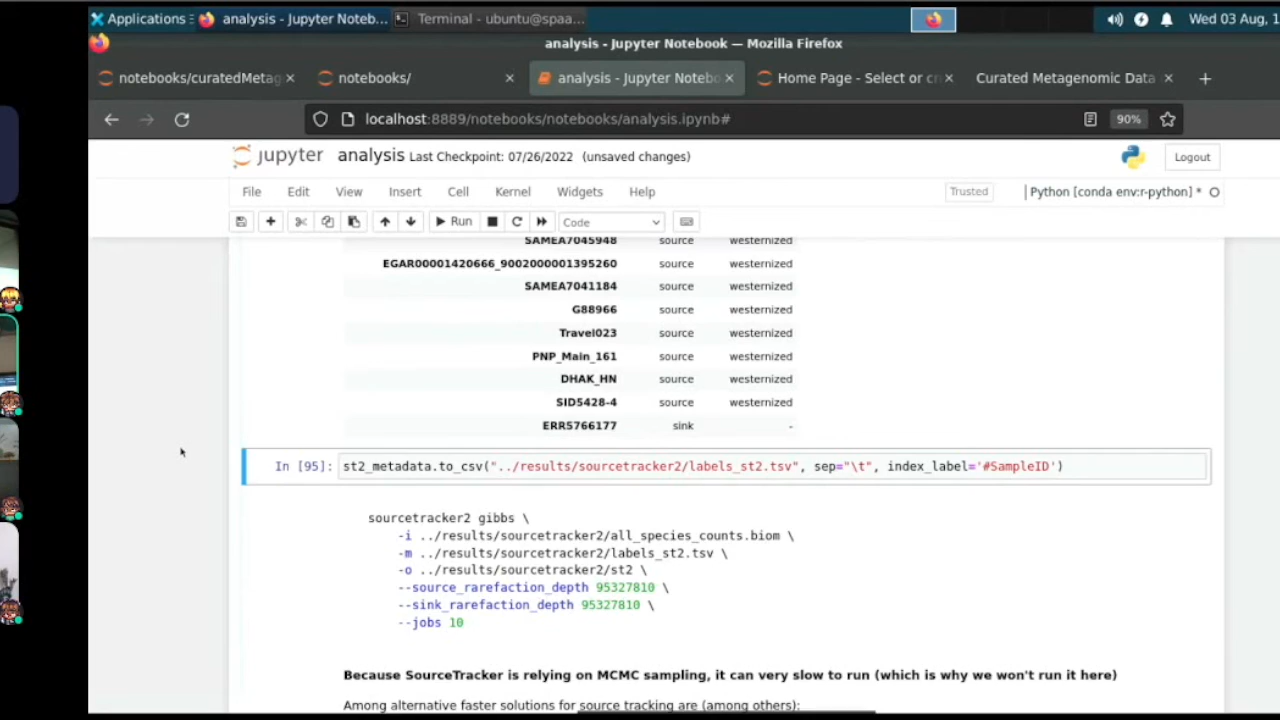 Applications : analysis - Jupyter Noteb... Terminal - ubuntu@spaa... Wed 03 Aug, 1
analysis - Jupyter Notebook — Mozilla Firefox
notebooks/curatedMetag notebooks/ analysis - Jupyter Notebo Home Page - Select or cr Curated Metagenomic Data
localhost:8889/notebooks/notebooks/analysis.ipynb# 90%
jupyter analysis Last Checkpoint: 07/26/2022 (unsaved changes) Logout
File Edit View Insert Cell Kernel Widgets Help Trusted Python [conda env:r-python] *
Run Code
SAMEA7045948 source westernized
EGAR00001420666_9002000001395260 source westernized
SAMEA7041184 source westernized
G88966 source westernized
Travel023 source westernized
PNP_Main_161 source westernized
DHAK_HN source westernized
SID5428-4 source westernized
ERR5766177 sink -
In [95]: st2_metadata.to_csv("../results/sourcetracker2/labels_st2.tsv", sep="\t", index_label='#SampleID')
sourcetracker2 gibbs \
-i ../results/sourcetracker2/all_species_counts.biom \
-m ../results/sourcetracker2/labels_st2.tsv \
-o ../results/sourcetracker2/st2 \
--source_rarefaction_depth 95327810 \
--sink_rarefaction_depth 95327810 \
--jobs 10
Because SourceTracker is relying on MCMC sampling, it can very slow to run (which is why we won't run it here)
Among alternative faster solutions for source tracking are (among others):